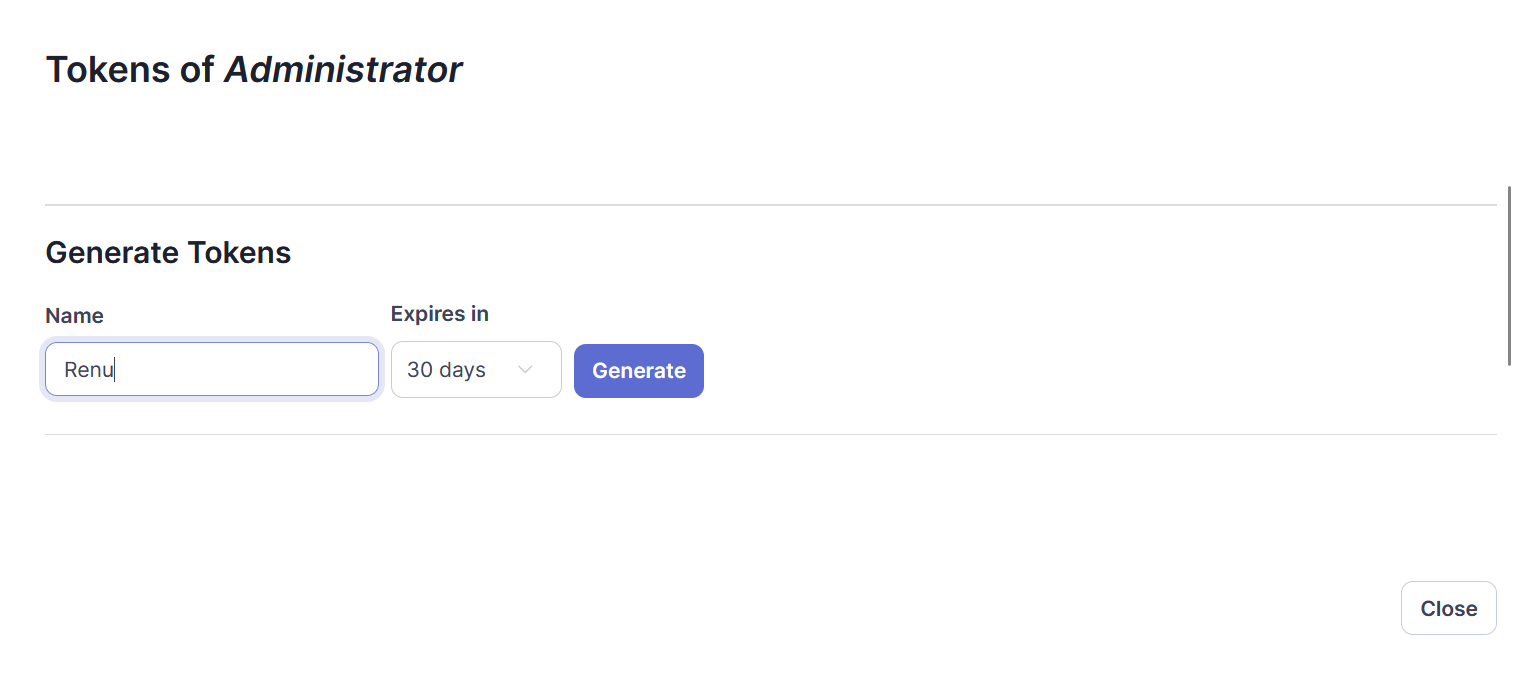 Tokens of Administrator
Generate Tokens
Name
Expires in
Renu
30 days
Generate
Close